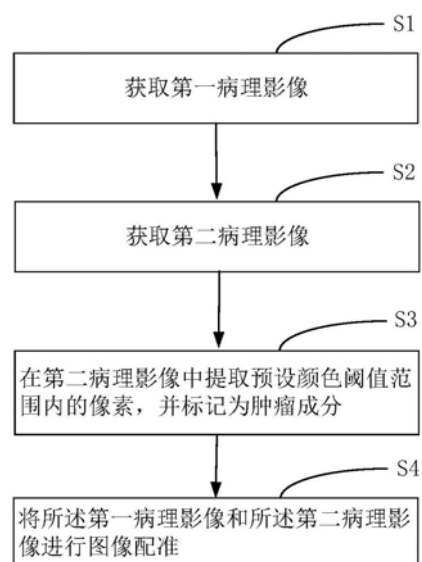 S1
获取第一病理影像
S2
获取第二病理影像
S3
在第二病理影像中提取预设颜色阈值范
围内的像素，并标记为肿瘤成分
S4
将所述第一病理影像和所述第二病理影
像进行图像配准